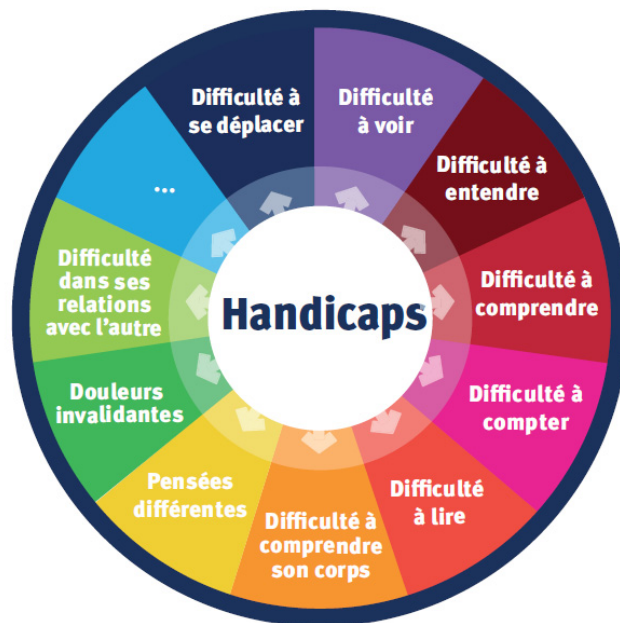 Difficulté à
se déplacer
Difficulté
à voir
Difficulté à
entendre
Difficulté à
comprendre
Difficulté à
compter
Difficulté
à lire
Difficulté à
comprendre
son corps
Pensées
différentes
Douleurs
invalidantes
Difficulté
dans ses
relations
avec l'autre
...
Handicaps